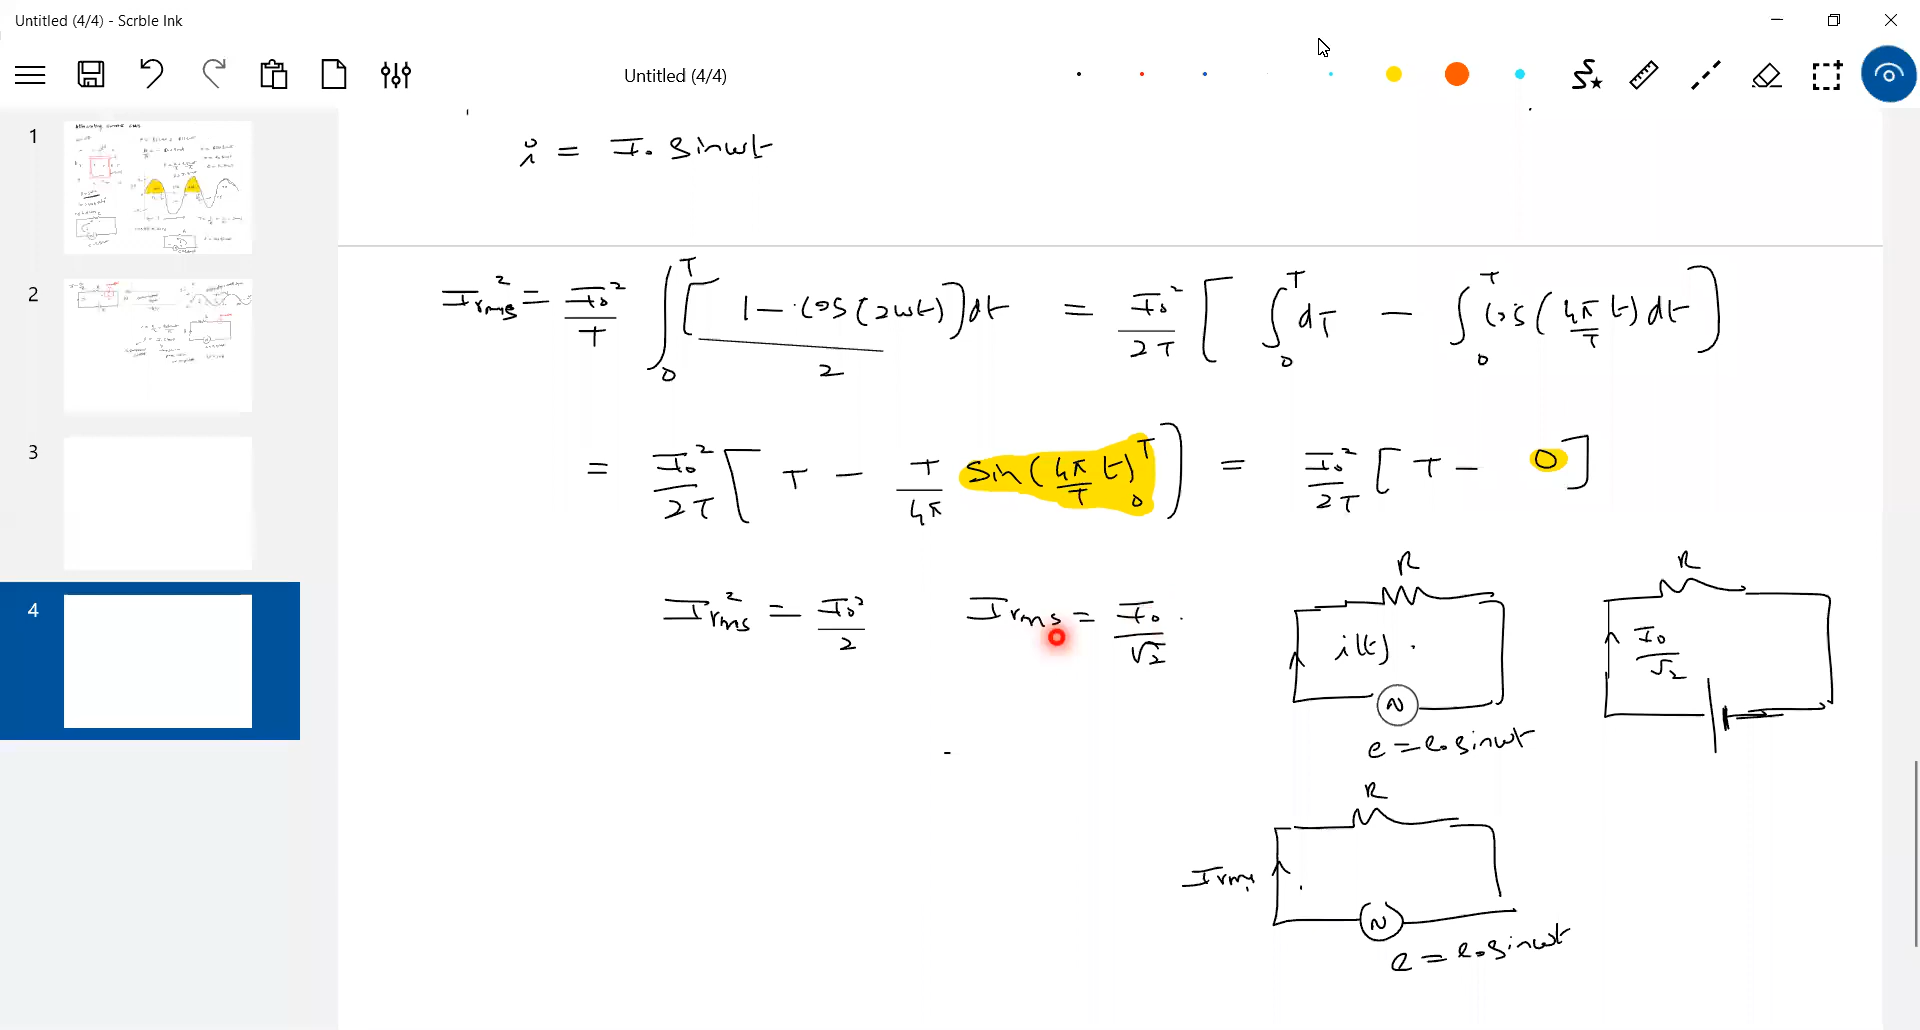 Untitled (4/4) - Scrble Ink
Untitled (4/4)
1
2
3
4
i = I₀ sinωt
Irms² = I₀²/T ∫₀ᵀ [1 - cos(2ωt)]/2 dt = I₀²/2T [ ∫₀ᵀ dT - ∫₀ᵀ cos(4π/T t) dt ]
= I₀²/2T [ T - T/4π sin(4π/T t)₀ᵀ ] = I₀²/2T [ T - 0 ]
Irms² = I₀²/2 Irms = I₀/√2
R
i(t)
N
e = e₀ sinωt
R
I₀/√2
R
Irms
N
e = e₀ sinωt